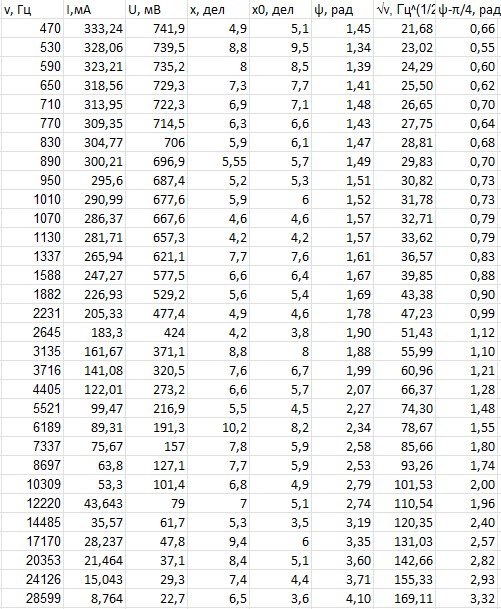 ν, Гц I,мА U, мВ x, дел x0, дел ψ, рад √ν, Гц^(1/2 ψ-π/4, рад
470 333,24 741,9 4,9 5,1 1,45 21,68 0,66
530 328,06 739,5 8,8 9,5 1,34 23,02 0,55
590 323,21 735,2 8 8,5 1,39 24,29 0,60
650 318,56 729,3 7,3 7,7 1,41 25,50 0,62
710 313,95 722,3 6,9 7,1 1,48 26,65 0,70
770 309,35 714,5 6,3 6,6 1,43 27,75 0,64
830 304,77 706 5,9 6,1 1,47 28,81 0,68
890 300,21 696,9 5,55 5,7 1,49 29,83 0,70
950 295,6 687,4 5,2 5,3 1,51 30,82 0,73
1010 290,99 677,6 5,9 6 1,52 31,78 0,73
1070 286,37 667,6 4,6 4,6 1,57 32,71 0,79
1130 281,71 657,3 4,2 4,2 1,57 33,62 0,79
1337 265,94 621,1 7,7 7,6 1,61 36,57 0,83
1588 247,27 577,5 6,6 6,4 1,67 39,85 0,88
1882 226,93 529,2 5,6 5,4 1,69 43,38 0,90
2231 205,33 477,4 4,9 4,6 1,78 47,23 0,99
2645 183,3 424 4,2 3,8 1,90 51,43 1,12
3135 161,67 371,1 8,8 8 1,88 55,99 1,10
3716 141,08 320,5 7,6 6,7 1,99 60,96 1,21
4405 122,01 273,2 6,6 5,7 2,07 66,37 1,28
5521 99,47 216,9 5,5 4,5 2,27 74,30 1,48
6189 89,31 191,3 10,2 8,2 2,34 78,67 1,55
7337 75,67 157 7,8 5,9 2,58 85,66 1,80
8697 63,8 127,1 7,7 5,9 2,53 93,26 1,74
10309 53,3 101,4 6,8 4,9 2,79 101,53 2,00
12220 43,643 79 7 5,1 2,74 110,54 1,96
14485 35,57 61,7 5,3 3,5 3,19 120,35 2,40
17170 28,237 47,8 9,4 6 3,35 131,03 2,57
20353 21,464 37,1 8,4 5,1 3,60 142,66 2,82
24126 15,043 29,3 7,4 4,4 3,71 155,33 2,93
28599 8,764 22,7 6,5 3,6 4,10 169,11 3,32